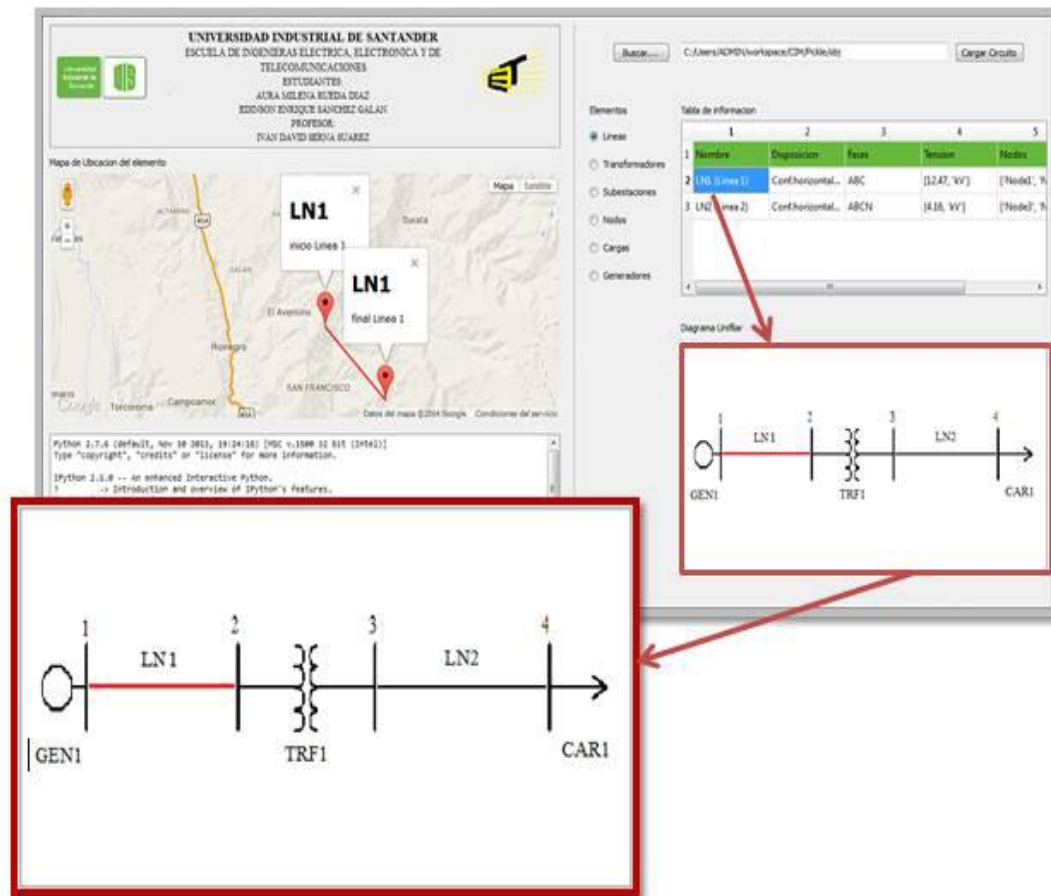 UNIVERSIDAD INDUSTRIAL DE SANTANDER
ESCUELA DE INGENIERAS ELECTRICA, ELECTRONICA Y DE
TELECOMUNICACIONES
ESTUDIANTES:
AURA MILENA RUEDA DIAZ
EDINSON ENRIQUE SANCHEZ GALAN
PROFESOR:
IVAN DAVID SERNA SUAREZ
Mapa de Ubicacion del elemento
Mapa Satélite
LN1
inicio Linea 1
LN1
final Linea 1
Surata
El Aversino
Rionegro
SAN FRANCISCO
Torcoroma
Campoamor
45A
45A
Google
Datos del mapa ©2014 Google Condiciones del servicio
Python 2.7.6 (default, Nov 10 2013, 19:24:18) [MSC v.1500 32 bit (Intel)]
Type "copyright", "credits" or "license" for more information.
IPython 2.1.0 -- An enhanced Interactive Python.
? -> Introduction and overview of IPython's features.
Buscar....
C:/Users/ADMIN/workspace/CIM/Pickle/obj
Cargar Circuito
Elementos
Lineas
Transformadores
Subestaciones
Nodos
Cargas
Generadores
Tabla de informacion
1 2 3 4 5
1 Nombre Disposicion Fases Tension Nodos
2 LN1 (Linea 1) Conf.horizontal... ABC [12.47, 'kV'] ['Node1',
3 LN2 (Linea 2) Conf.horizontal... ABCN [4.16, 'kV']
Diagrama Unifilar
1 2 3 4
LN1 LN2
GEN1 TRF1 CAR1
1 2 3 4
LN1 LN2
GEN1 TRF1 CAR1